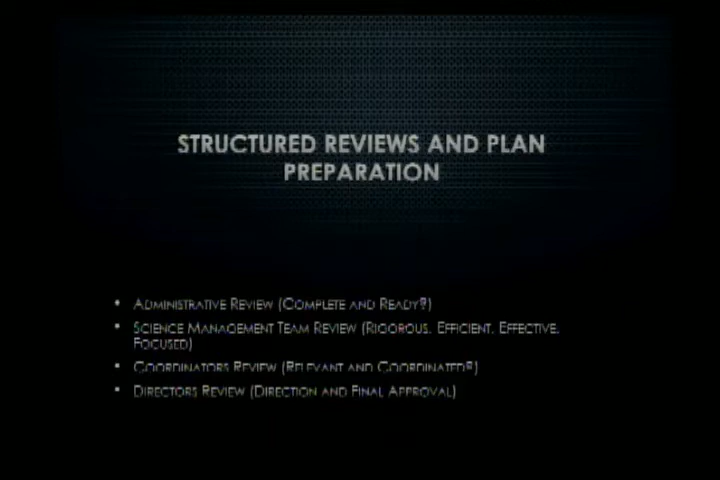 STRUCTURED REVIEWS AND PLAN
PREPARATION
• ADMINISTRATIVE REVIEW (COMPLETE AND READY?)
• SCIENCE MANAGEMENT TEAM REVIEW (RIGOROUS, EFFICIENT, EFFECTIVE,
FOCUSED)
• COORDINATORS REVIEW (RELEVANT AND COORDINATED?)
• DIRECTORS REVIEW (DIRECTION AND FINAL APPROVAL)